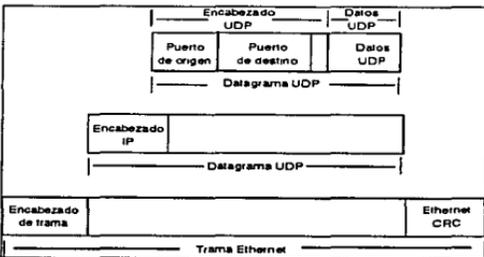 Encabezado UDP
Datos UDP
Puerto de origen
Puerto de destino
Datos UDP
Datagrama UDP
Encabezado IP
Datagrama UDP
Encabezado de trama
Ethernet CRC
Trama Ethernet